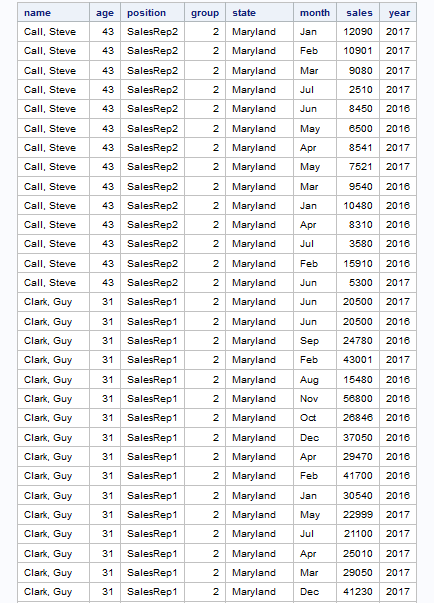 name age position group state month sales year
Call, Steve 43 SalesRep2 2 Maryland Jan 12090 2017
Call, Steve 43 SalesRep2 2 Maryland Feb 10901 2017
Call, Steve 43 SalesRep2 2 Maryland Mar 9080 2017
Call, Steve 43 SalesRep2 2 Maryland Jul 2510 2017
Call, Steve 43 SalesRep2 2 Maryland Jun 8450 2016
Call, Steve 43 SalesRep2 2 Maryland May 6500 2016
Call, Steve 43 SalesRep2 2 Maryland Apr 8541 2017
Call, Steve 43 SalesRep2 2 Maryland May 7521 2017
Call, Steve 43 SalesRep2 2 Maryland Mar 9540 2016
Call, Steve 43 SalesRep2 2 Maryland Jan 10480 2016
Call, Steve 43 SalesRep2 2 Maryland Apr 8310 2016
Call, Steve 43 SalesRep2 2 Maryland Jul 3580 2016
Call, Steve 43 SalesRep2 2 Maryland Feb 15910 2016
Call, Steve 43 SalesRep2 2 Maryland Jun 5300 2017
Clark, Guy 31 SalesRep1 2 Maryland Jun 20500 2017
Clark, Guy 31 SalesRep1 2 Maryland Jun 20500 2016
Clark, Guy 31 SalesRep1 2 Maryland Sep 24780 2016
Clark, Guy 31 SalesRep1 2 Maryland Feb 43001 2017
Clark, Guy 31 SalesRep1 2 Maryland Aug 15480 2016
Clark, Guy 31 SalesRep1 2 Maryland Nov 56800 2016
Clark, Guy 31 SalesRep1 2 Maryland Oct 26846 2016
Clark, Guy 31 SalesRep1 2 Maryland Dec 37050 2016
Clark, Guy 31 SalesRep1 2 Maryland Apr 29470 2016
Clark, Guy 31 SalesRep1 2 Maryland Feb 41700 2016
Clark, Guy 31 SalesRep1 2 Maryland Jan 30540 2016
Clark, Guy 31 SalesRep1 2 Maryland May 22999 2017
Clark, Guy 31 SalesRep1 2 Maryland Jul 21100 2017
Clark, Guy 31 SalesRep1 2 Maryland Apr 25010 2017
Clark, Guy 31 SalesRep1 2 Maryland Mar 29050 2017
Clark, Guy 31 SalesRep1 2 Maryland Dec 41230 2017